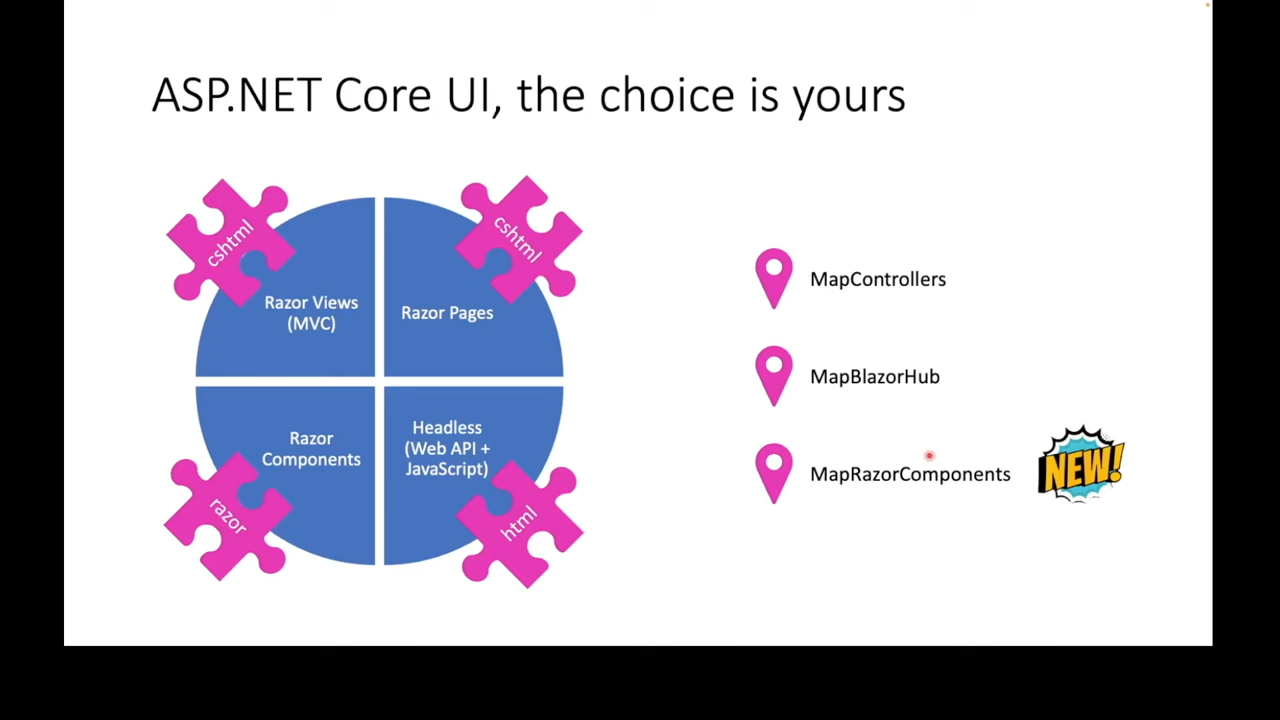 ASP.NET Core UI, the choice is yours
cshtml
cshtml
Razor Views
(MVC)
Razor Pages
Razor
Components
Headless
(Web API +
JavaScript)
razor
html
MapControllers
MapBlazorHub
MapRazorComponents
NEW!